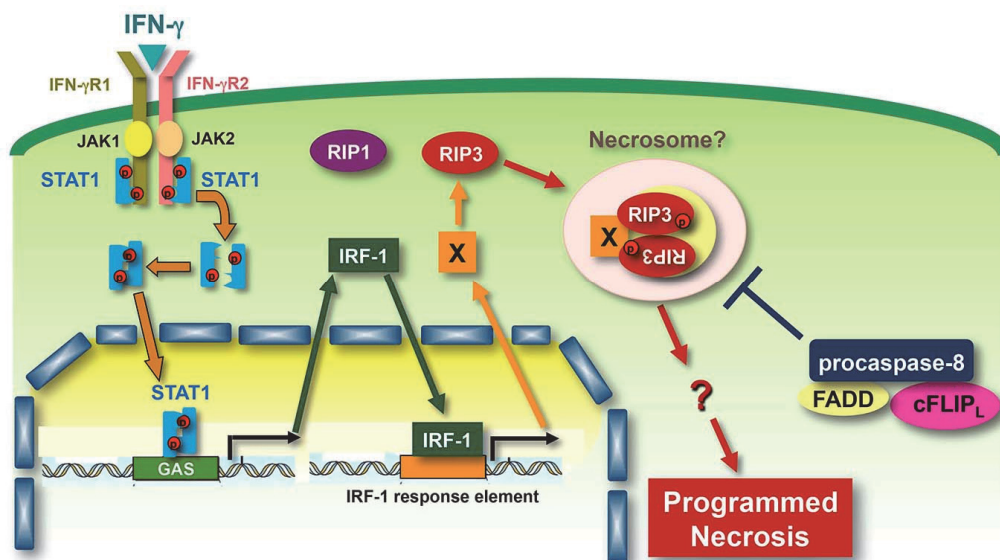 IFN-γ
IFN-γR1
IFN-γR2
JAK1
JAK2
STAT1
STAT1
p
p
p
p
RIP1
RIP3
Necrosome?
X
RIP3
p
p
RIP3
p
p
p
p
IRF-1
X
procaspase-8
FADD
cFLIPL
STAT1
p
p
?
GAS
IRF-1
IRF-1 response element
Programmed
Necrosis